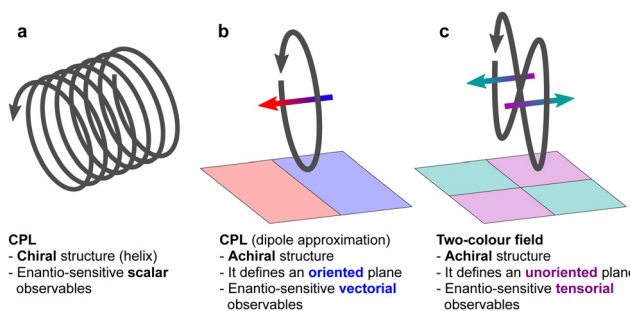 a
b
c
CPL
- Chiral structure (helix)
- Enantio-sensitive scalar
observables
CPL (dipole approximation)
- Achiral structure
- It defines an oriented plane
- Enantio-sensitive vectorial
observables
Two-colour field
- Achiral structure
- It defines an unoriented plane
- Enantio-sensitive tensorial
observables